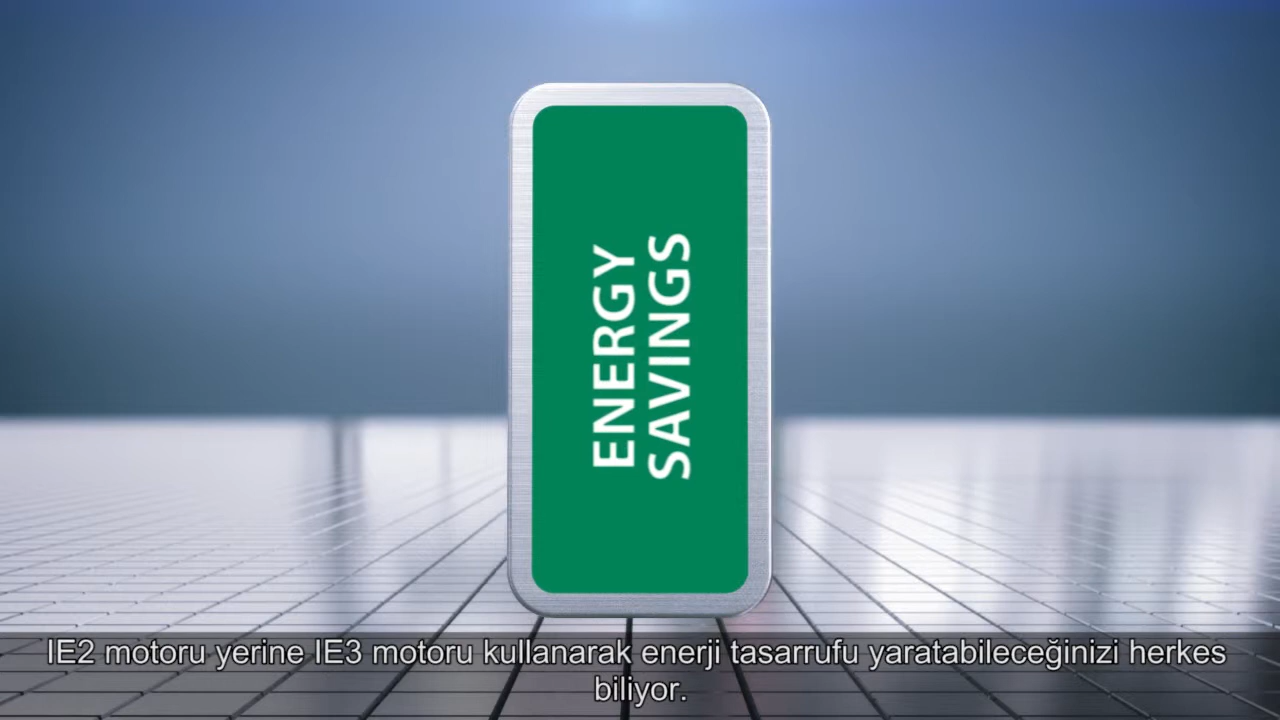 ENERGY
SAVINGS
IE2 motoru yerine IE3 motoru kullanarak enerji tasarrufu yaratabileceğinizi herkes
biliyor.